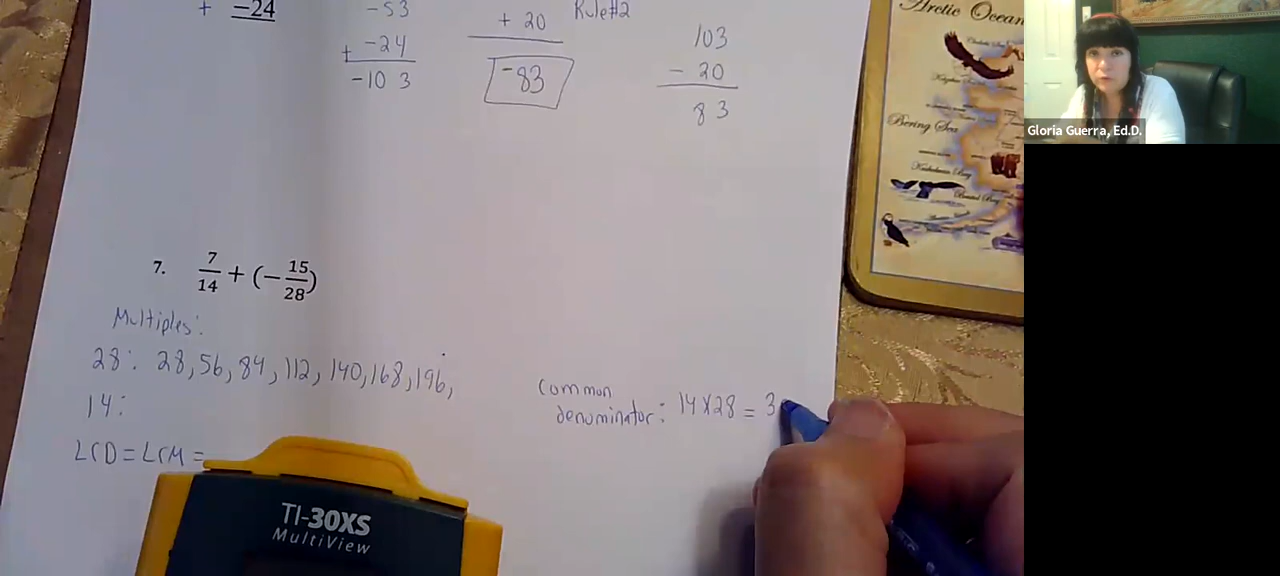 + −24
-53
+ -24
-10 3
+ 20
-83
Rule#2
103
- 20
83
Arctic Ocean
Bering Sea
Gloria Guerra, Ed.D.
7. 7/14 + (−15/28)
Multiples:
28: 28, 56, 84, 112, 140, 168, 196,
14:
LCD = LCM =
Common
denominator: 14 x 28 = 3
TI-30XS
MultiView